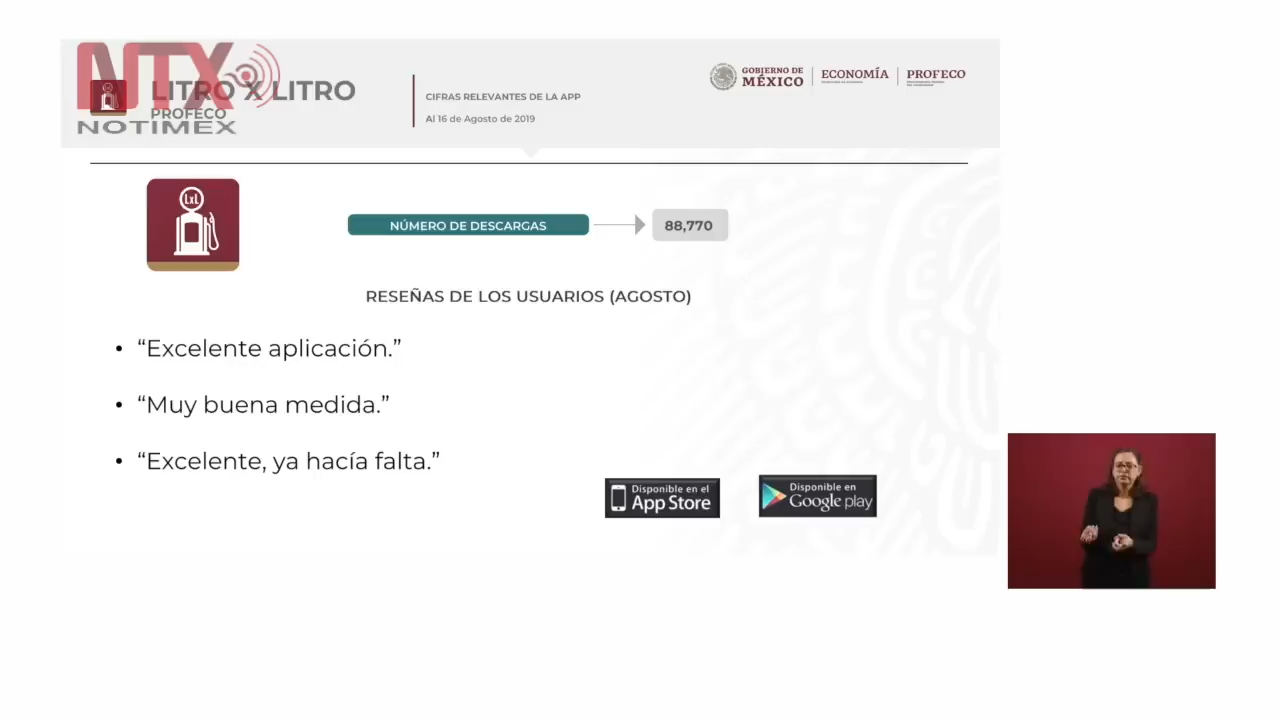 NTX
NOTIMEX
LITRO X LITRO
PROFECO
CIFRAS RELEVANTES DE LA APP
Al 16 de Agosto de 2019
GOBIERNO DE
MÉXICO
ECONOMÍA
PROFECO
LxL
NÚMERO DE DESCARGAS
88,770
RESEÑAS DE LOS USUARIOS (AGOSTO)
• “Excelente aplicación.”
• “Muy buena medida.”
• “Excelente, ya hacía falta.”
Disponible en el
App Store
Disponible en
Google play